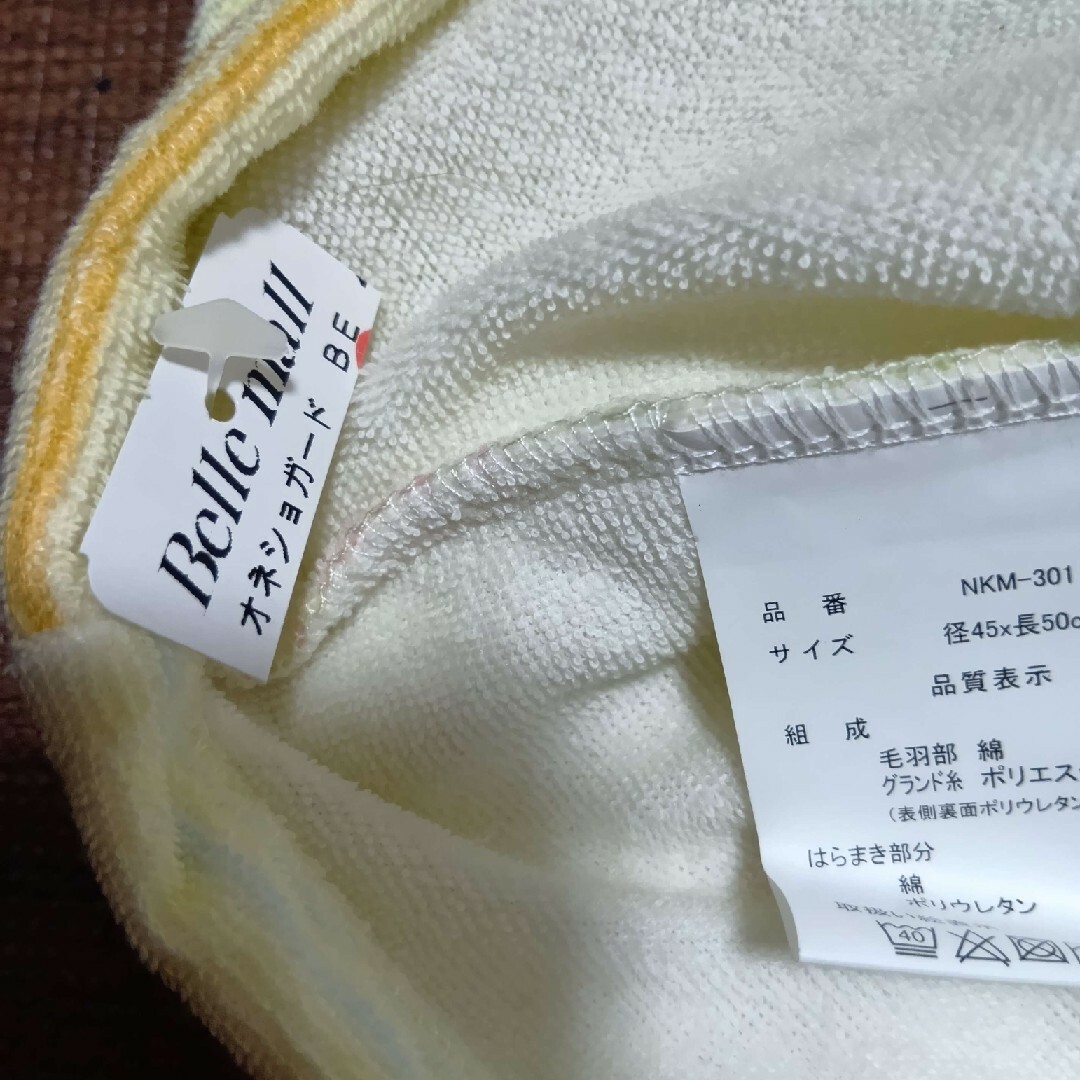 Belle mall
オネショガード BE
品 番 NKM-301
サイズ 径45x長50c
品質表示
組 成
毛羽部 綿
グランド糸 ポリエス
(表側裏面ポリウレタン
はらまき部分
綿
ポリウレタン
40